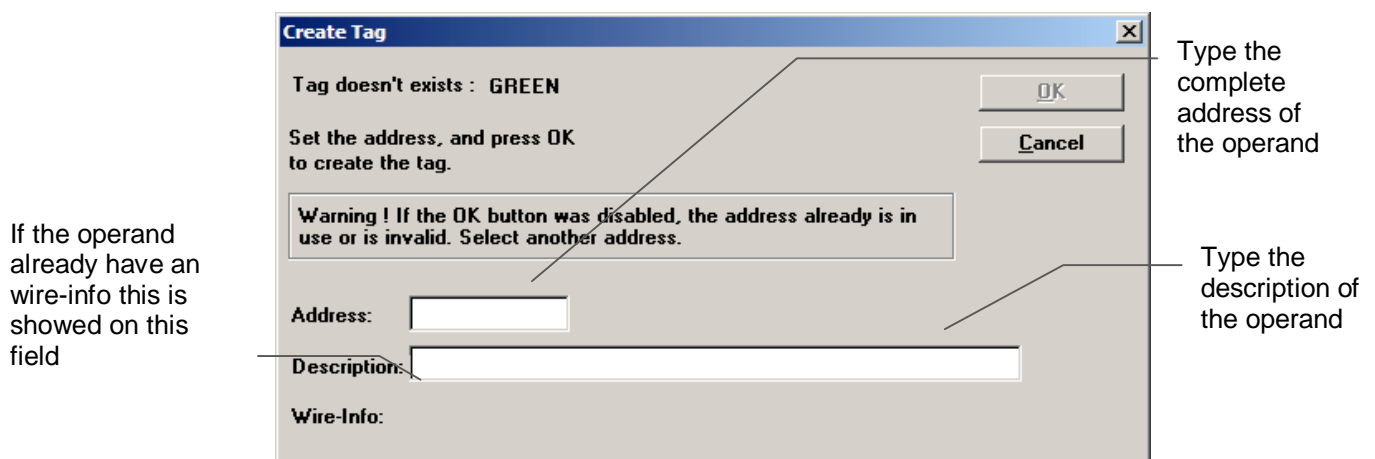 Create Tag
Tag doesn't exists : GREEN
OK
Set the address, and press OK
to create the tag.
Cancel
Warning ! If the OK button was disabled, the address already is in
use or is invalid. Select another address.
Address:
Description:
Wire-Info:
Type the
complete
address of
the operand
If the operand
already have an
wire-info this is
showed on this
field
Type the
description of
the operand